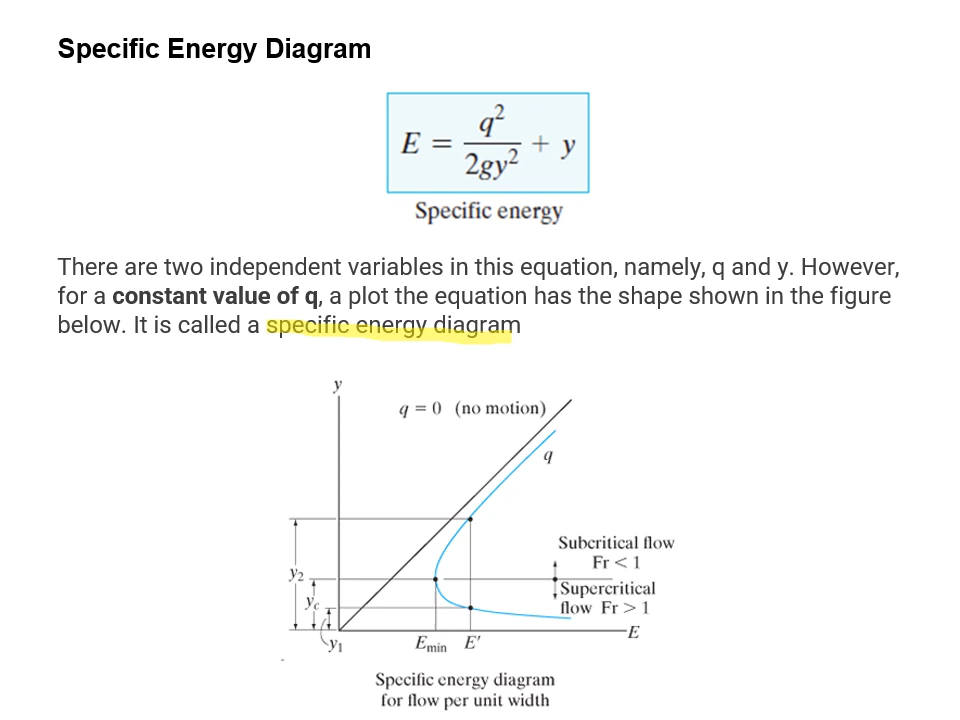 Specific Energy Diagram
E = q²/2gy² + y
Specific energy
There are two independent variables in this equation, namely, q and y. However,
for a constant value of q, a plot the equation has the shape shown in the figure
below. It is called a specific energy diagram
y
q = 0 (no motion)
q
Subcritical flow
Fr < 1
y₂
Supercritical
yc
flow Fr > 1
E
y₁
Emin E'
Specific energy diagram
for flow per unit width